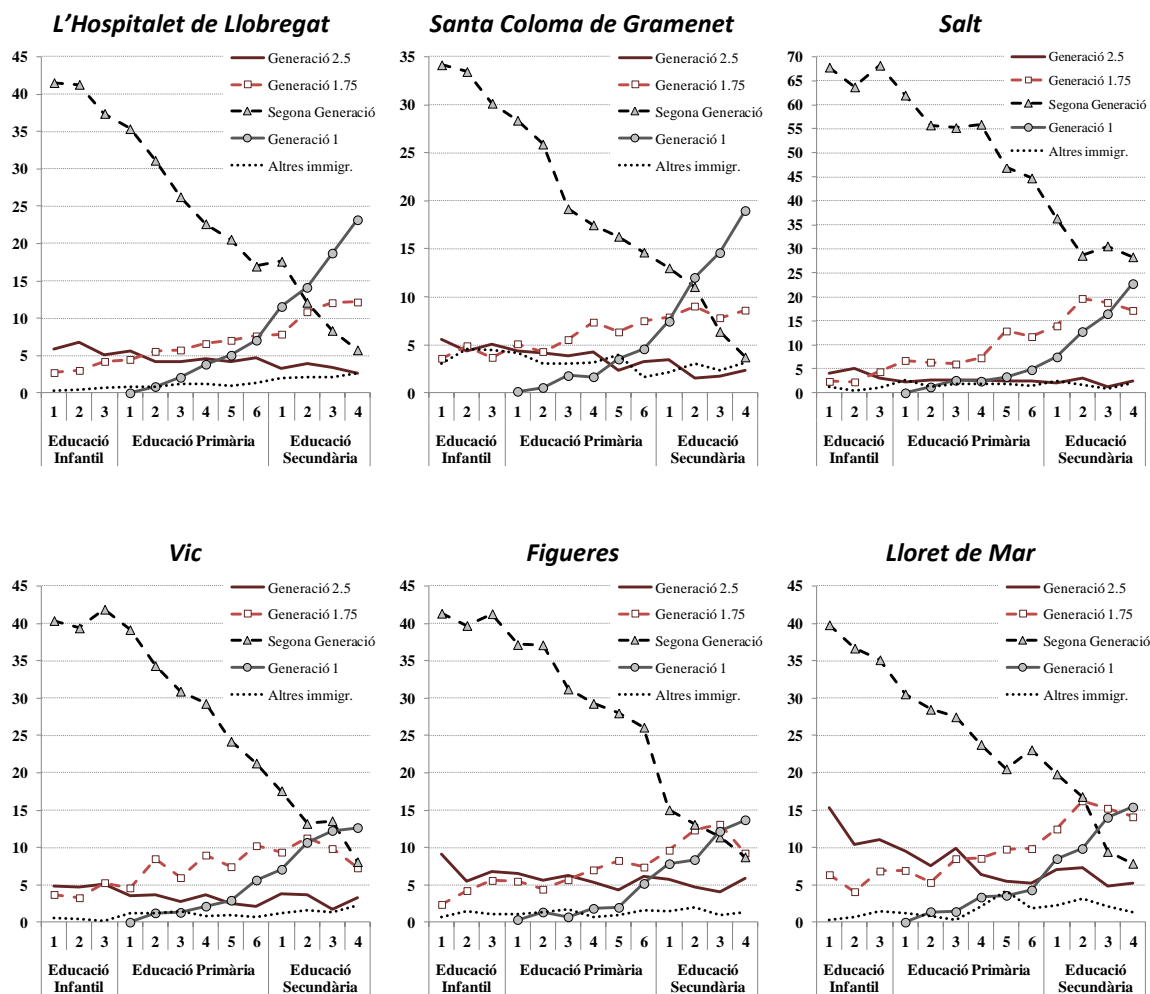 L'Hospitalet de Llobregat
45
40
35
30
25
20
15
10
5
0
Generació 2.5
Generació 1.75
Segona Generació
Generació 1
Altres immigr.
1 2 3 1 2 3 4 5 6 1 2 3 4
Educació Infantil
Educació Primària
Educació Secundària
Santa Coloma de Gramenet
35
30
25
20
15
10
5
0
Generació 2.5
Generació 1.75
Segona Generació
Generació 1
Altres immigr.
1 2 3 1 2 3 4 5 6 1 2 3 4
Educació Infantil
Educació Primària
Educació Secundària
Salt
70
65
60
55
50
45
40
35
30
25
20
15
10
5
0
Generació 2.5
Generació 1.75
Segona Generació
Generació 1
Altres immigr.
1 2 3 1 2 3 4 5 6 1 2 3 4
Educació Infantil
Educació Primària
Educació Secundària
Vic
45
40
35
30
25
20
15
10
5
0
Generació 2.5
Generació 1.75
Segona Generació
Generació 1
Altres immigr.
1 2 3 1 2 3 4 5 6 1 2 3 4
Educació Infantil
Educació Primària
Educació Secundària
Figueres
45
40
35
30
25
20
15
10
5
0
Generació 2.5
Generació 1.75
Segona Generació
Generació 1
Altres immigr.
1 2 3 1 2 3 4 5 6 1 2 3 4
Educació Infantil
Educació Primària
Educació Secundària
Lloret de Mar
45
40
35
30
25
20
15
10
5
0
Generació 2.5
Generació 1.75
Segona Generació
Generació 1
Altres immigr.
1 2 3 1 2 3 4 5 6 1 2 3 4
Educació Infantil
Educació Primària
Educació Secundària